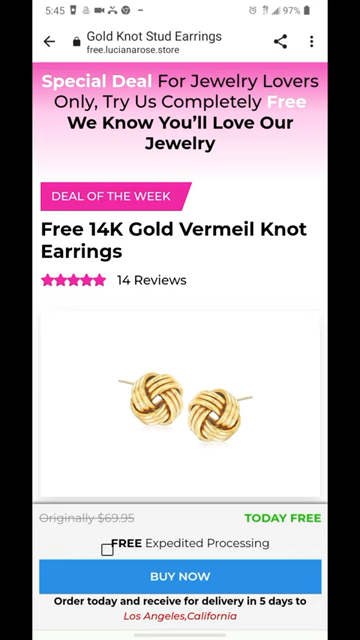 5:45 97%
Gold Knot Stud Earrings
free.lucianarose.store
Special Deal For Jewelry Lovers
Only, Try Us Completely Free
We Know You’ll Love Our
Jewelry
DEAL OF THE WEEK
Free 14K Gold Vermeil Knot
Earrings
14 Reviews
Originally $69.95 TODAY FREE
FREE Expedited Processing
BUY NOW
Order today and receive for delivery in 5 days to
Los Angeles,California